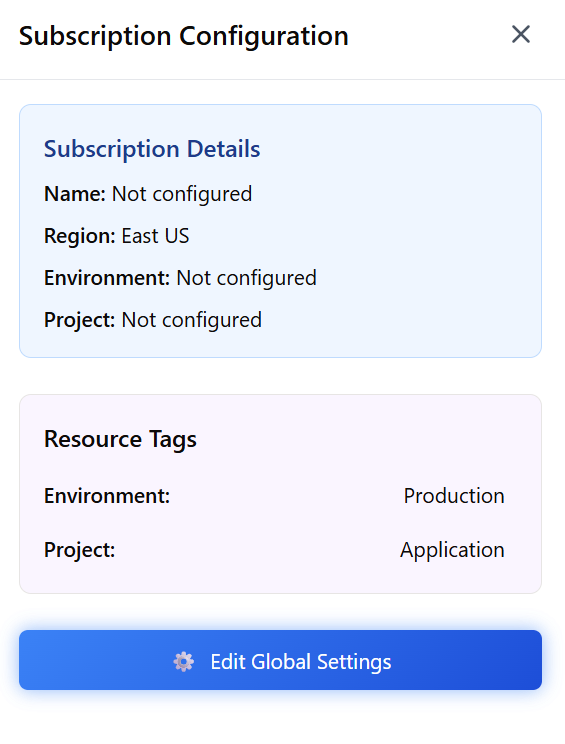 Subscription Configuration
Subscription Details
Name: Not configured
Region: East US
Environment: Not configured
Project: Not configured
Resource Tags
Environment: Production
Project: Application
Edit Global Settings